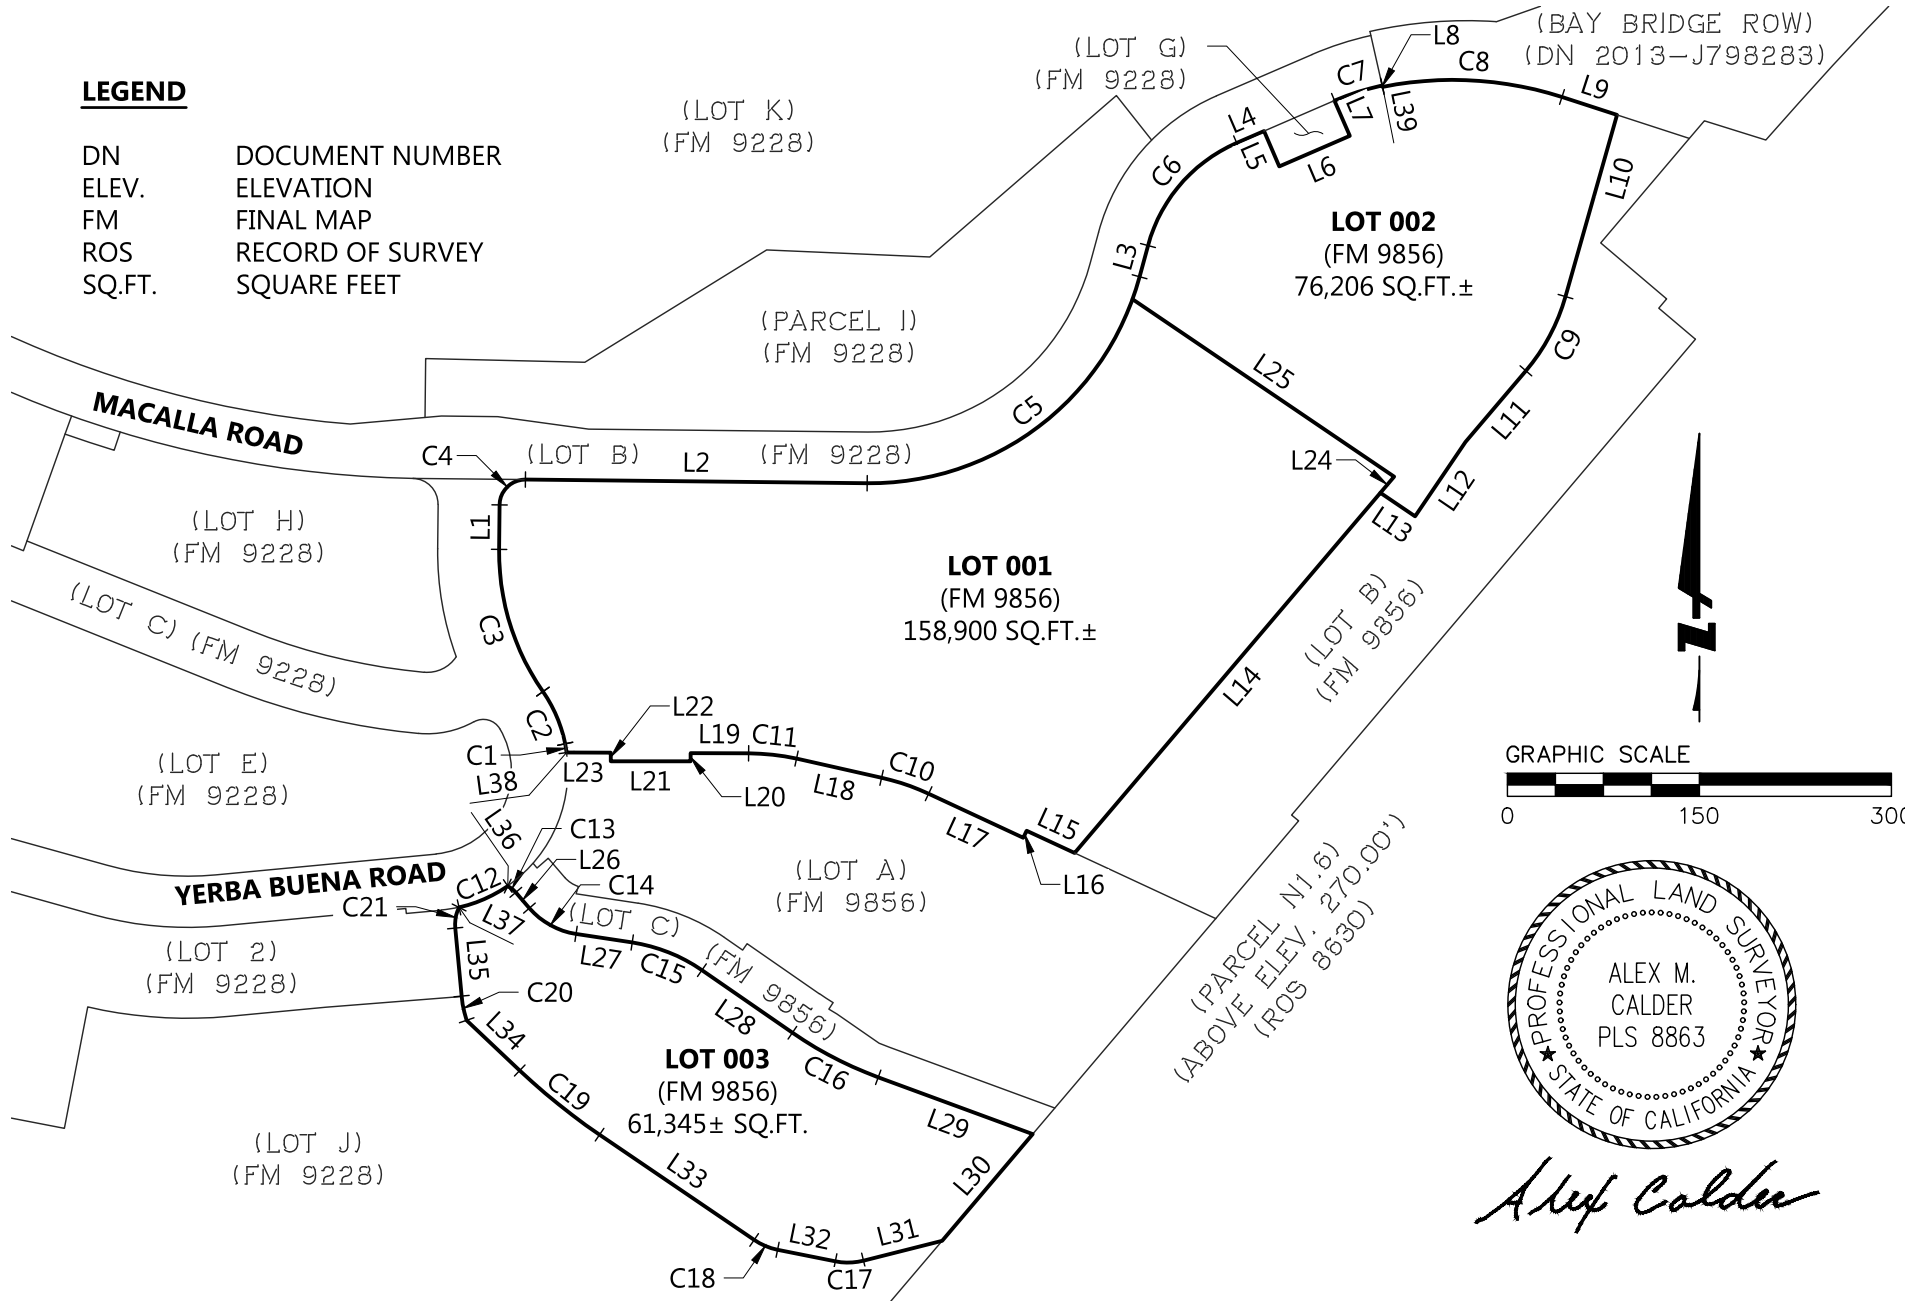 LEGEND
DN DOCUMENT NUMBER
ELEV. ELEVATION
FM FINAL MAP
ROS RECORD OF SURVEY
SQ.FT. SQUARE FEET
(LOT K)
(FM 9228)
(LOT G)
(FM 9228)
(BAY BRIDGE ROW)
(DN 2013-J798283)
L8
C8
L9
C7
L7
L39
L4
L5
L6
C6
L10
L3
LOT 002
(FM 9856)
76,206 SQ.FT.±
(PARCEL I)
(FM 9228)
C9
L25
L11
C5
MACALLA ROAD
C4
(LOT B)
(FM 9228)
L2
L24
L12
L13
L1
(LOT H)
(FM 9228)
LOT 001
(FM 9856)
158,900 SQ.FT.±
(LOT C) (FM 9228)
C3
(LOT B)
(FM 9856)
L14
C2
C1
L22
L19
C11
L23
L21
L20
L38
L18
C10
L17
L15
L16
(LOT E)
(FM 9228)
GRAPHIC SCALE
0 150 300
L36
C13
L26
C14
(LOT A)
(FM 9856)
YERBA BUENA ROAD
C12
C21
L37
(LOT C)
(FM 9856)
(PARCEL N1.6)
(ABOVE ELEV. 270.00')
(ROS 8630)
(LOT 2)
(FM 9228)
L35
L27
C15
C20
L34
L28
LOT 003
(FM 9856)
61,345± SQ.FT.
C16
C19
L29
(LOT J)
(FM 9228)
L33
L30
L32
L31
C18
C17
PROFESSIONAL LAND SURVEYOR
ALEX M.
CALDER
PLS 8863
STATE OF CALIFORNIA
Alex Calder